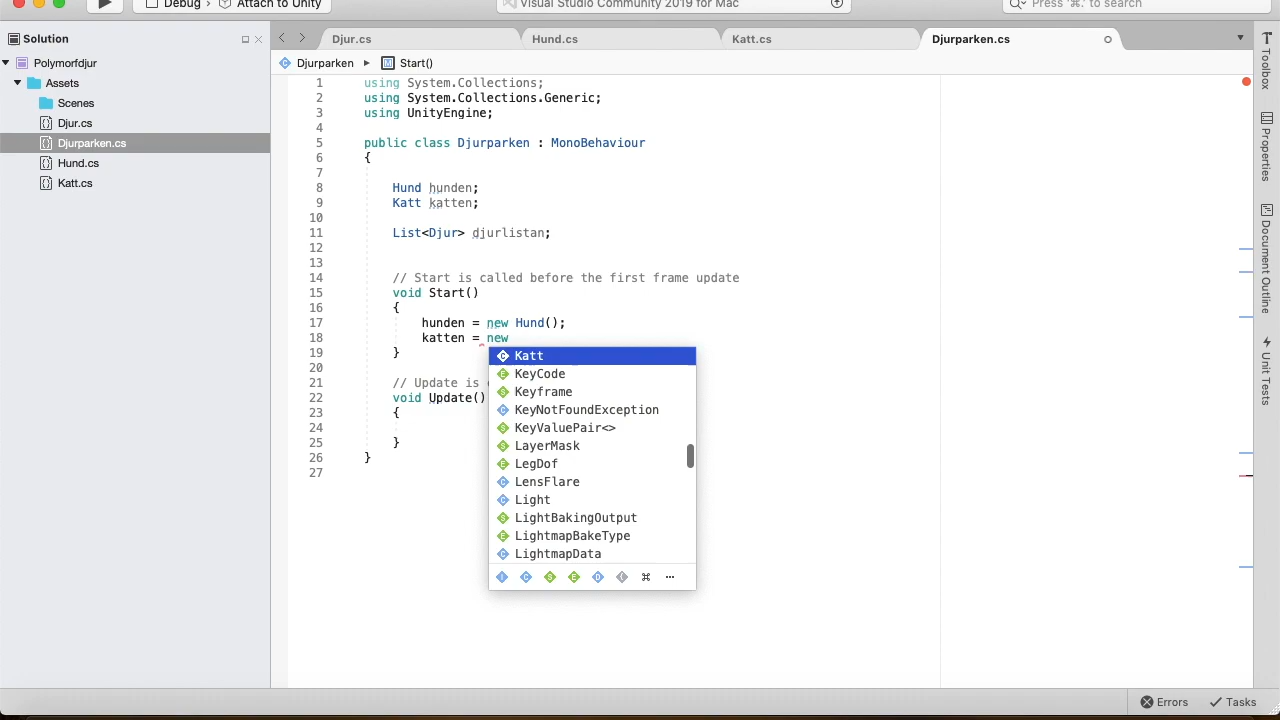 Debug › Attach to Unity
Visual Studio Community 2019 for Mac
Press '⌘.' to search
Solution
Polymorfdjur
Assets
Scenes
Djur.cs
Djurparken.cs
Hund.cs
Katt.cs
Djur.cs
Hund.cs
Katt.cs
Djurparken.cs
Djurparken
Start()
1 using System.Collections;
2 using System.Collections.Generic;
3 using UnityEngine;
4
5 public class Djurparken : MonoBehaviour
6 {
7
8 Hund hunden;
9 Katt katten;
10
11 List<Djur> djurlistan;
12
13
14 // Start is called before the first frame update
15 void Start()
16 {
17 hunden = new Hund();
18 katten = new
19 }
20
21 // Update is
22 void Update()
23 {
24
25 }
26 }
27
Katt
KeyCode
Keyframe
KeyNotFoundException
KeyValuePair<>
LayerMask
LegDof
LensFlare
Light
LightBakingOutput
LightmapBakeType
LightmapData
Toolbox
Properties
Document Outline
Unit Tests
Errors
Tasks